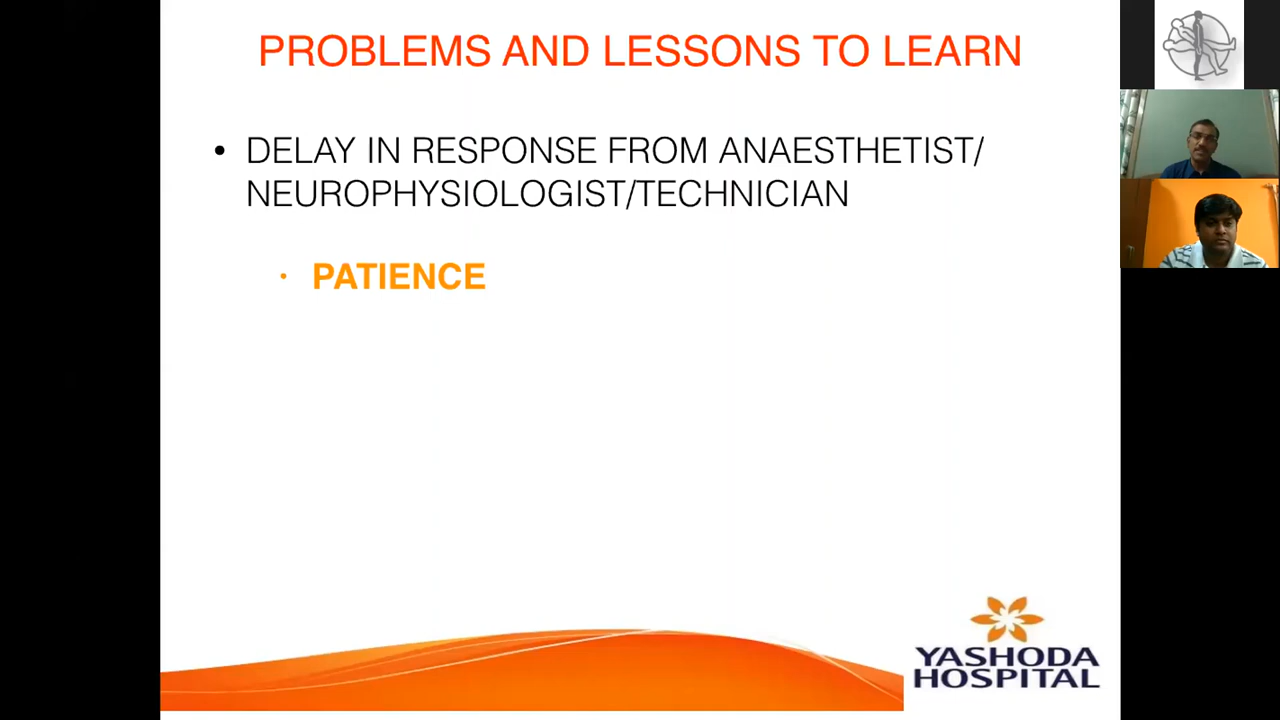 PROBLEMS AND LESSONS TO LEARN
• DELAY IN RESPONSE FROM ANAESTHETIST/
NEUROPHYSIOLOGIST/TECHNICIAN
• PATIENCE
YASHODA
HOSPITAL